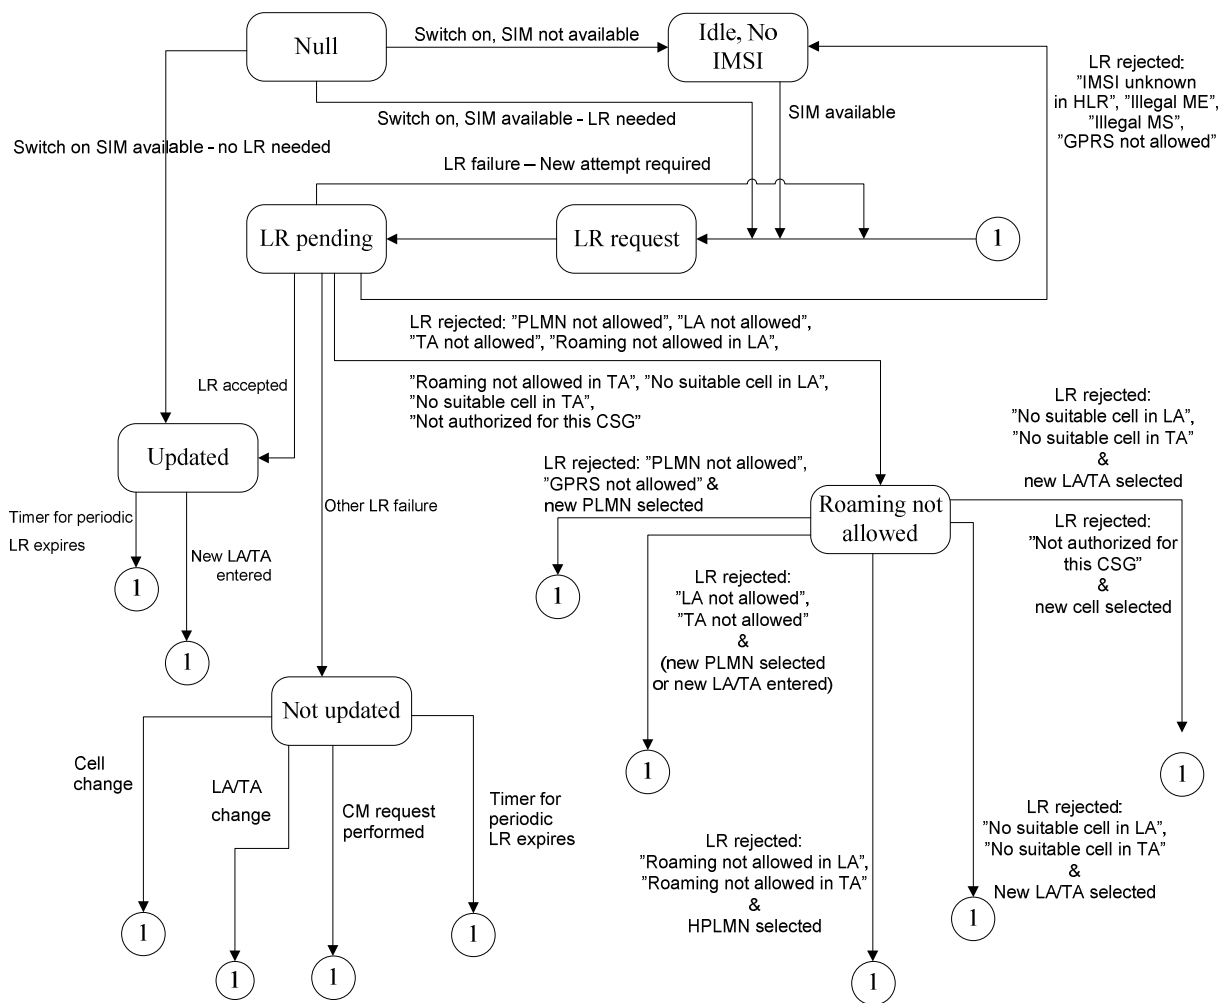 Null
Switch on, SIM not available
Idle, No
IMSI
LR rejected:
"IMSI unknown
in HLR", "Illegal ME",
"Illegal MS",
"GPRS not allowed"
SIM available
Switch on, SIM available - LR needed
Switch on SIM available - no LR needed
LR failure – New attempt required
LR pending
LR request
1
LR rejected: "PLMN not allowed", "LA not allowed",
"TA not allowed", "Roaming not allowed in LA",
"Roaming not allowed in TA", "No suitable cell in LA",
"No suitable cell in TA",
"Not authorized for this CSG"
LR accepted
LR rejected:
"No suitable cell in LA",
"No suitable cell in TA"
&
new LA/TA selected
Updated
LR rejected: "PLMN not allowed",
"GPRS not allowed" &
new PLMN selected
Roaming not
allowed
Other LR failure
Timer for periodic
LR expires
New LA/TA
entered
1
1
1
LR rejected:
"Not authorized for
this CSG"
&
new cell selected
LR rejected:
"LA not allowed",
"TA not allowed"
&
(new PLMN selected
or new LA/TA entered)
Not updated
1
1
Cell
change
LA/TA
change
CM request
performed
Timer for
periodic
LR expires
LR rejected:
"Roaming not allowed in LA",
"Roaming not allowed in TA"
&
HPLMN selected
LR rejected:
"No suitable cell in LA",
"No suitable cell in TA"
&
New LA/TA selected
1
1
1
1
1
1